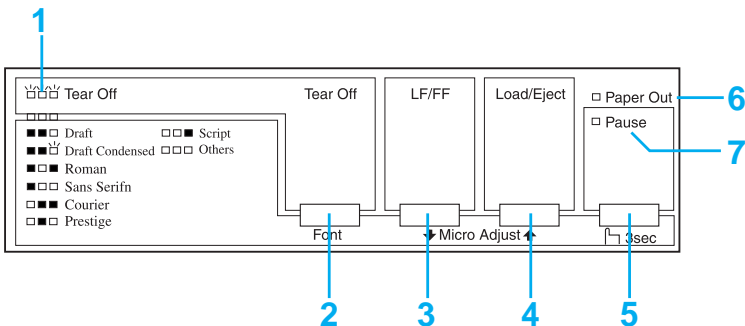 1
Tear Off Tear Off LF/FF Load/Eject
Paper Out 6
Pause
7
Draft Script
Draft Condensed Others
Roman
Sans Serifn
Courier
Prestige
Font Micro Adjust 3sec
2 3 4 5